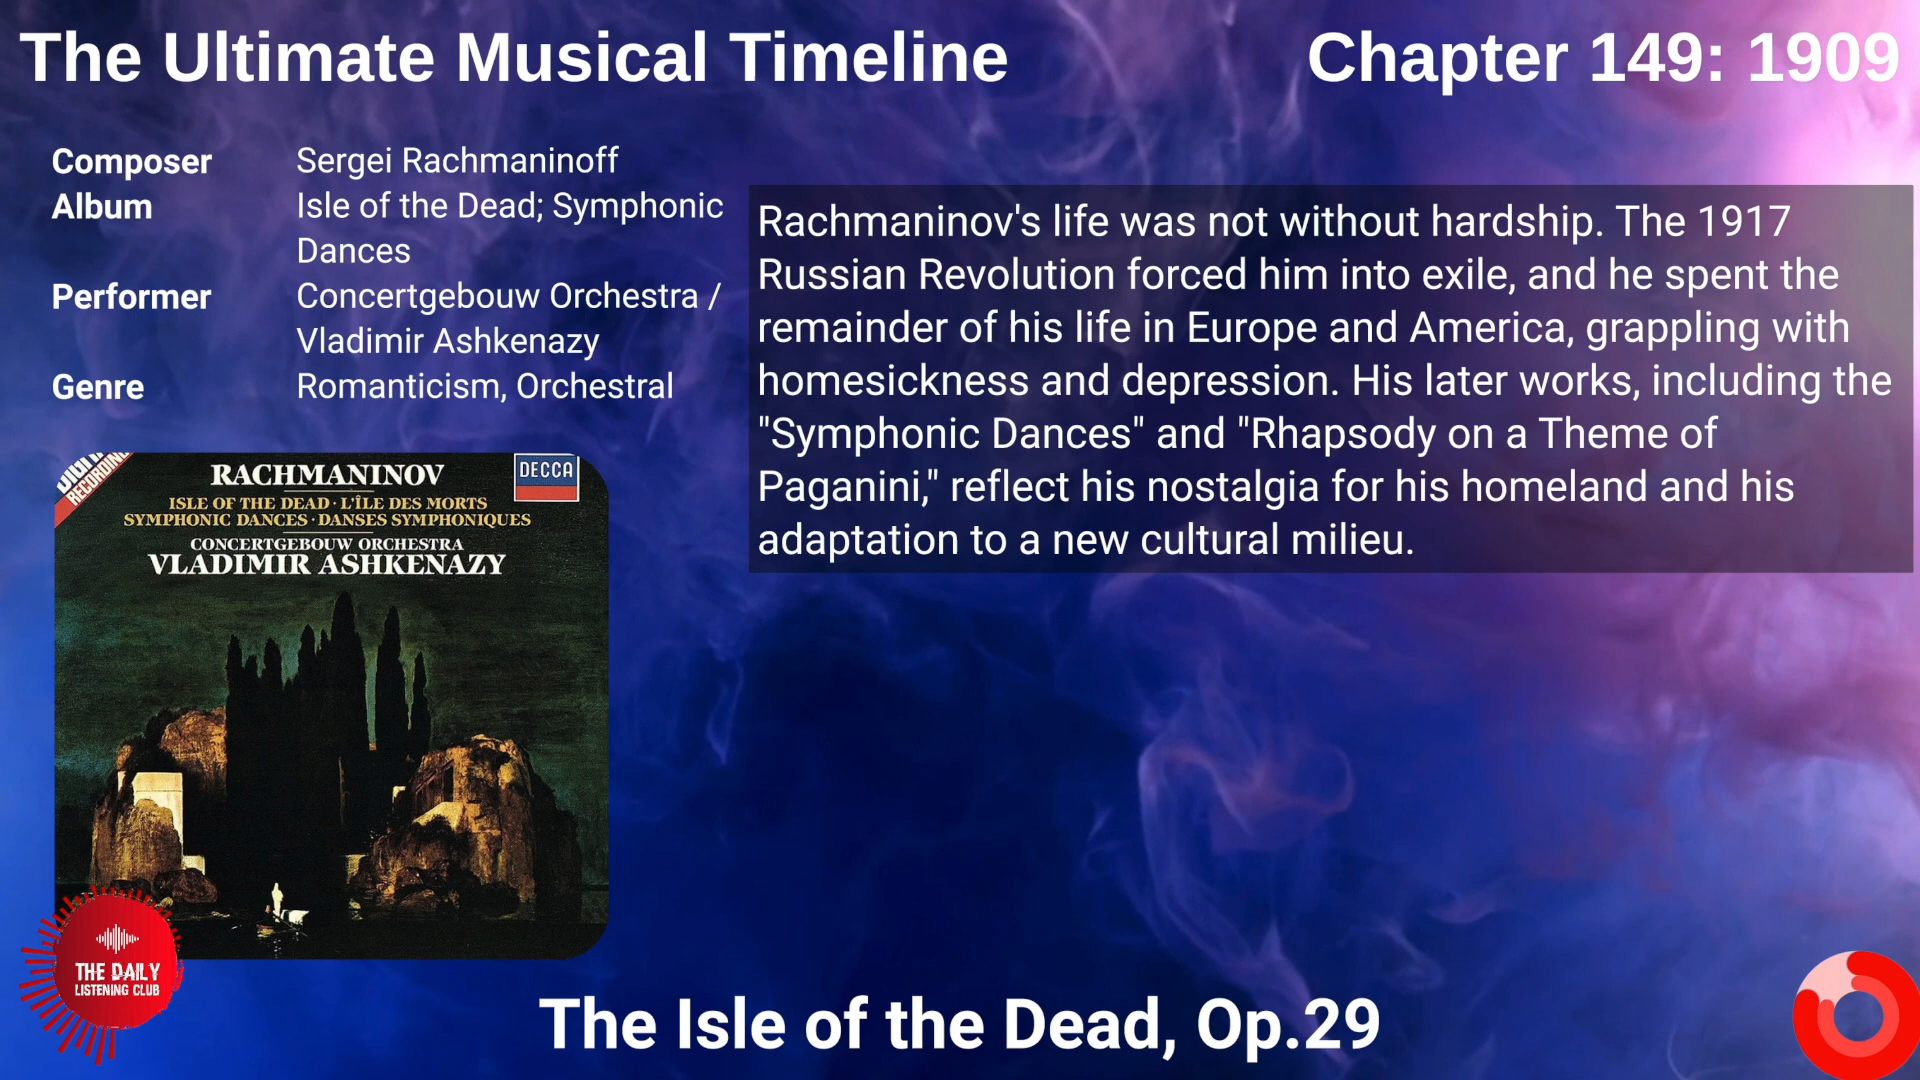 The Ultimate Musical Timeline
Chapter 149: 1909
Composer Sergei Rachmaninoff
Album Isle of the Dead; Symphonic
Dances
Performer Concertgebouw Orchestra /
Vladimir Ashkenazy
Genre Romanticism, Orchestral
Rachmaninov's life was not without hardship. The 1917
Russian Revolution forced him into exile, and he spent the
remainder of his life in Europe and America, grappling with
homesickness and depression. His later works, including the
"Symphonic Dances" and "Rhapsody on a Theme of
Paganini," reflect his nostalgia for his homeland and his
adaptation to a new cultural milieu.
RECORDING
DECCA
RACHMANINOV
ISLE OF THE DEAD · L'ÎLE DES MORTS
SYMPHONIC DANCES · DANSES SYMPHONIQUES
CONCERTGEBOUW ORCHESTRA
VLADIMIR ASHKENAZY
THE DAILY
LISTENING CLUB
The Isle of the Dead, Op.29